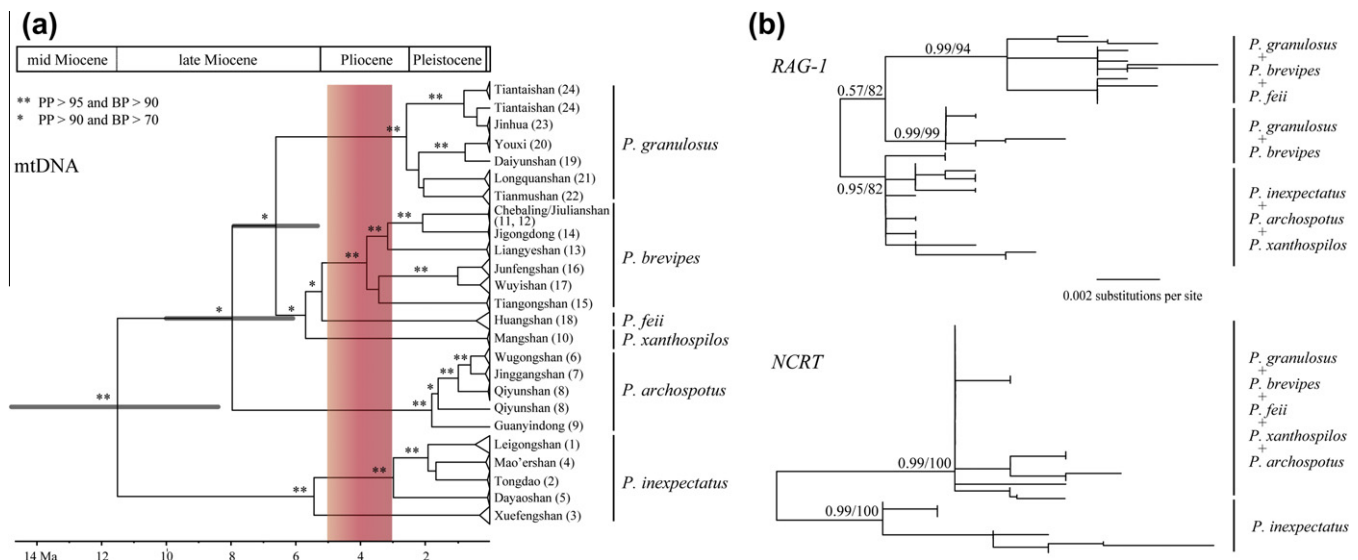 (a)
mid Miocene late Miocene Pliocene Pleistocene
** PP > 95 and BP > 90
* PP > 90 and BP > 70
mtDNA
**
**
**
**
**
**
**
**
**
*
*
*
*
*
**
**
**
**
**
**
**
*
Tiantaishan (24)
Tiantaishan (24)
Jinhua (23)
Youxi (20)
Daiyunshan (19)
Longquanshan (21)
Tianmushan (22)
Chebaling/Jiulianshan
(11, 12)
Jigongdong (14)
Liangyeshan (13)
Junfengshan (16)
Wuyishan (17)
Tiangongshan (15)
Huangshan (18)
Mangshan (10)
Wugongshan (6)
Jinggangshan (7)
Qiyunshan (8)
Qiyunshan (8)
Guanyindong (9)
Leigongshan (1)
Mao’ershan (4)
Tongdao (2)
Dayaoshan (5)
Xuefengshan (3)
P. granulosus
P. brevipes
P. feii
P. xanthospilos
P. archospotus
P. inexpectatus
14 Ma 12 10 8 6 4 2
(b)
RAG-1
0.99/94
0.57/82
0.99/99
0.95/82
P. granulosus
+
P. brevipes
+
P. feii
P. granulosus
+
P. brevipes
P. inexpectatus
+
P. archospotus
+
P. xanthospilos
0.002 substitutions per site
NCRT
0.99/100
0.99/100
P. granulosus
+
P. brevipes
+
P. feii
+
P. xanthospilos
+
P. archospotus
P. inexpectatus